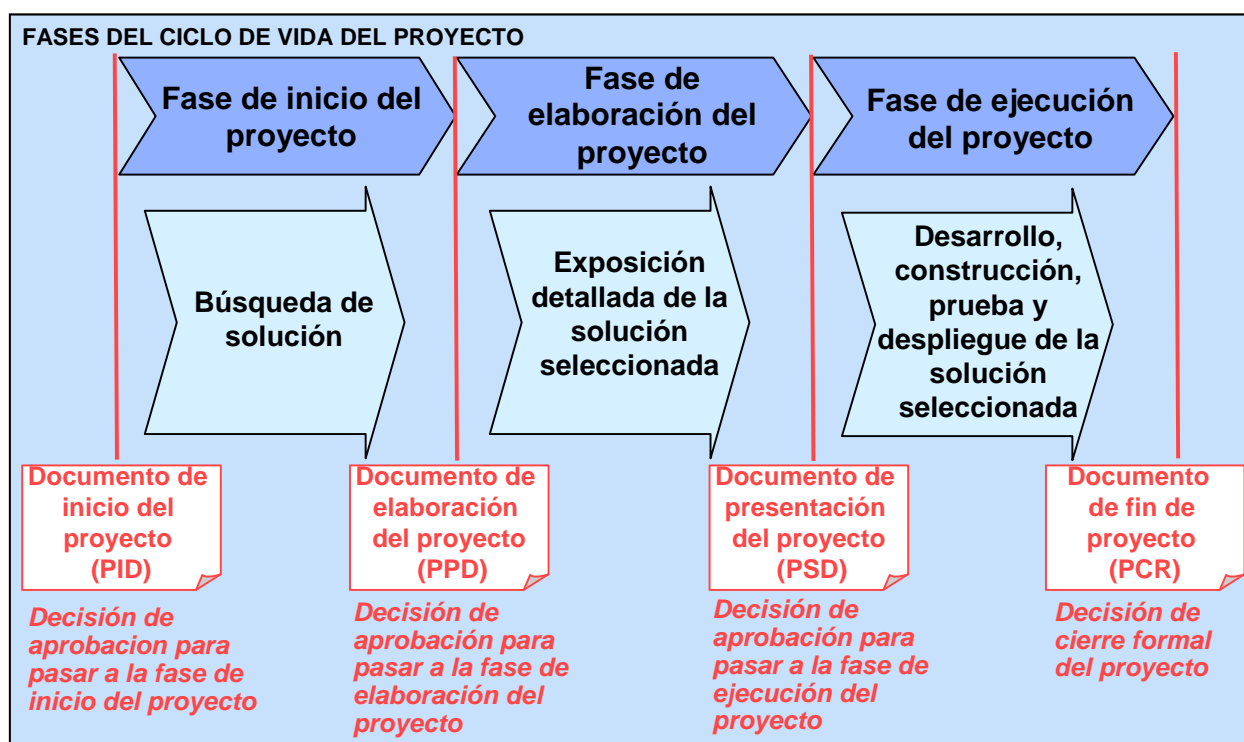 FASES DEL CICLO DE VIDA DEL PROYECTO
Fase de inicio del
proyecto
Fase de
elaboración del
proyecto
Fase de ejecución
del proyecto
Búsqueda de
solución
Exposición
detallada de la
solución
seleccionada
Desarrollo,
construcción,
prueba y
despliegue de la
solución
seleccionada
Documento de
inicio del
proyecto
(PID)
Documento de
elaboración
del proyecto
(PPD)
Documento de
presentación
del proyecto
(PSD)
Documento
de fin de
proyecto
(PCR)
Decisión de
aprobacion para
pasar a la fase de
inicio del proyecto
Decisión de
aprobación para
pasar a la fase de
elaboración del
proyecto
Decisión de
aprobación para
pasar a la fase de
ejecución del
proyecto
Decisión de
cierre formal
del proyecto